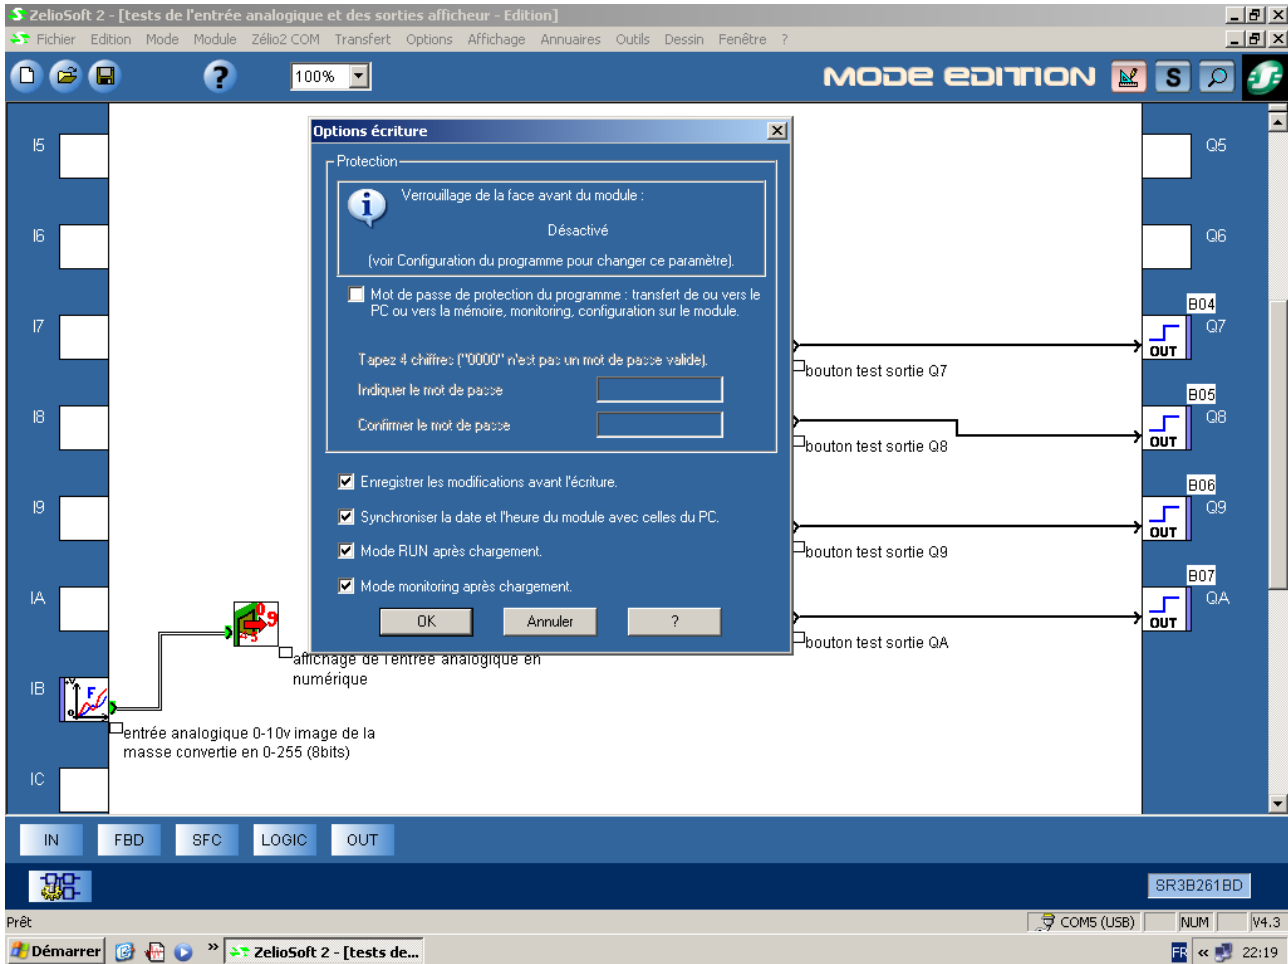 ZelioSoft 2 - [tests de l'entrée analogique et des sorties afficheur - Edition]
Fichier Edition Mode Module Zélio2 COM Transfert Options Affichage Annuaires Outils Dessin Fenêtre ?
? 100% MODE EDITION S
Options écriture
Protection
Verrouillage de la face avant du module :
Désactivé
(voir Configuration du programme pour changer ce paramètre).
Mot de passe de protection du programme : transfert de ou vers le
PC ou vers la mémoire, monitoring, configuration sur le module.
Tapez 4 chiffres ("0000" n'est pas un mot de passe valide).
Indiquer le mot de passe
Confirmer le mot de passe
Enregistrer les modifications avant l'écriture.
Synchroniser la date et l'heure du module avec celles du PC.
Mode RUN après chargement.
Mode monitoring après chargement.
OK Annuler ?
I5
I6
I7
I8
I9
IA
IB
IC
affichage de l'entrée analogique en
numérique
entrée analogique 0-10v image de la
masse convertie en 0-255 (8bits)
Q5
Q6
B04
Q7
OUT
bouton test sortie Q7
B05
Q8
OUT
bouton test sortie Q8
B06
Q9
OUT
bouton test sortie Q9
B07
QA
OUT
bouton test sortie QA
IN FBD SFC LOGIC OUT
SR3B261BD
Prêt COM5 (USB) NUM V4.3
Démarrer » ZelioSoft 2 - [tests de... FR « 22:19